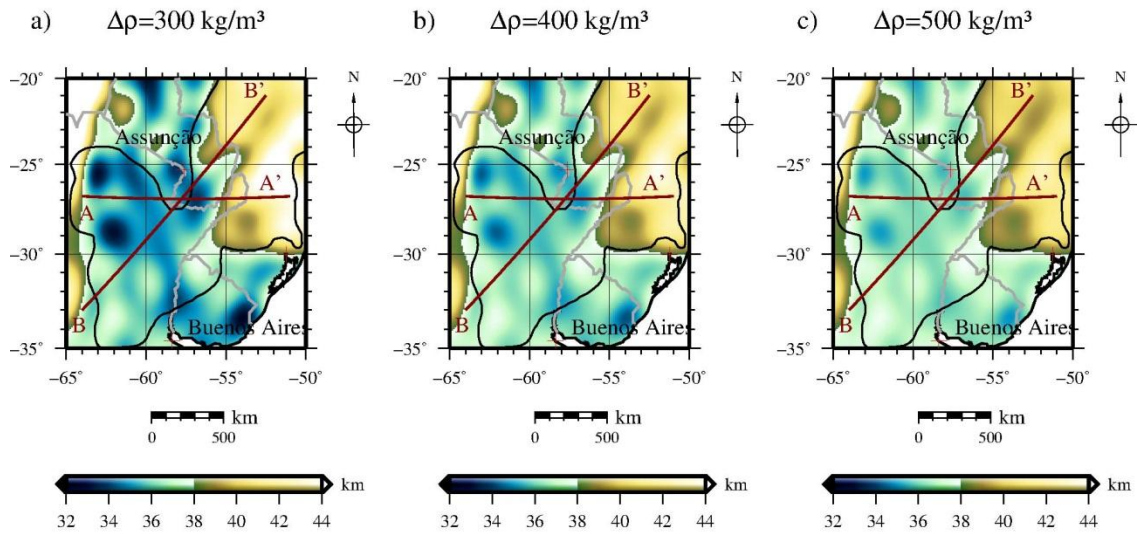 a) Δρ=300 kg/m³
b) Δρ=400 kg/m³
c) Δρ=500 kg/m³
−20°
−25°
−30°
−35°
−65° −60° −55° −50°
N
B'
Assunção
A'
A
B
Buenos Aires
km
0 500
km
32 34 36 38 40 42 44
−20°
−25°
−30°
−35°
−65° −60° −55° −50°
N
B'
Assunção
A'
A
B
Buenos Aires
km
0 500
km
32 34 36 38 40 42 44
−20°
−25°
−30°
−35°
−65° −60° −55° −50°
N
B'
Assunção
A'
A
B
Buenos Aires
km
0 500
km
32 34 36 38 40 42 44